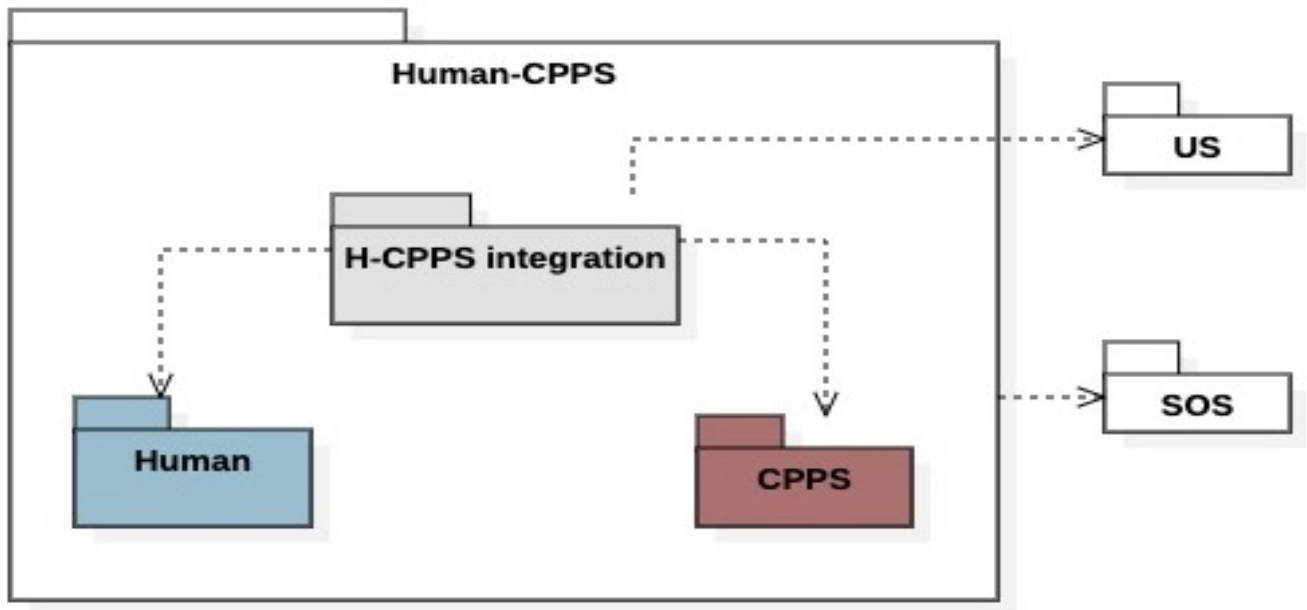 Human-CPPS
US
H-CPPS integration
SOS
Human
CPPS